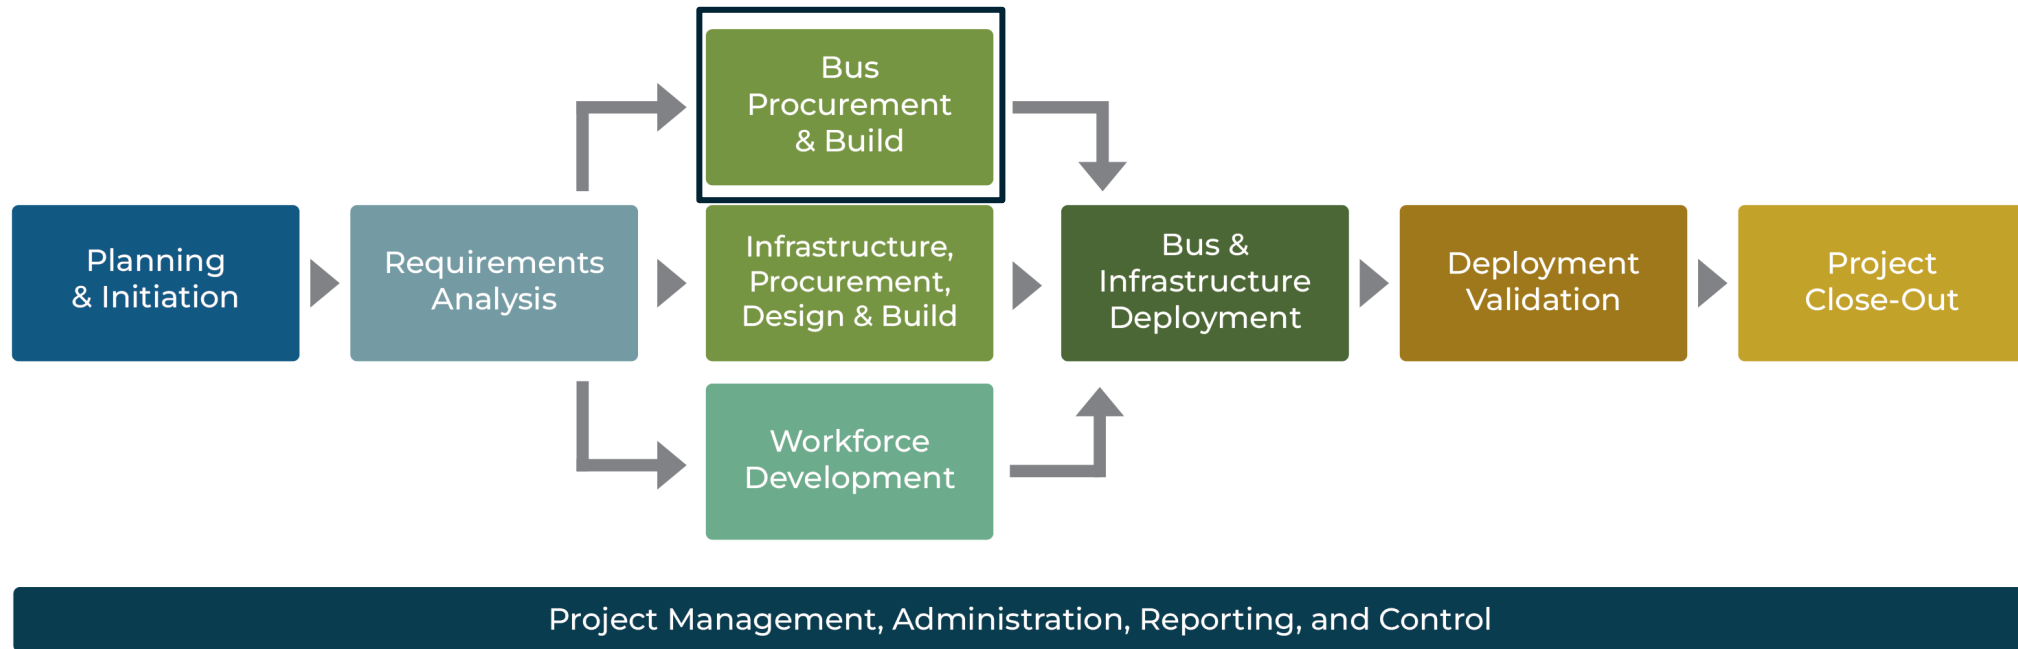 Planning
& Initiation
Requirements
Analysis
Bus
Procurement
& Build
Infrastructure,
Procurement,
Design & Build
Workforce
Development
Bus &
Infrastructure
Deployment
Deployment
Validation
Project
Close-Out
Project Management, Administration, Reporting, and Control